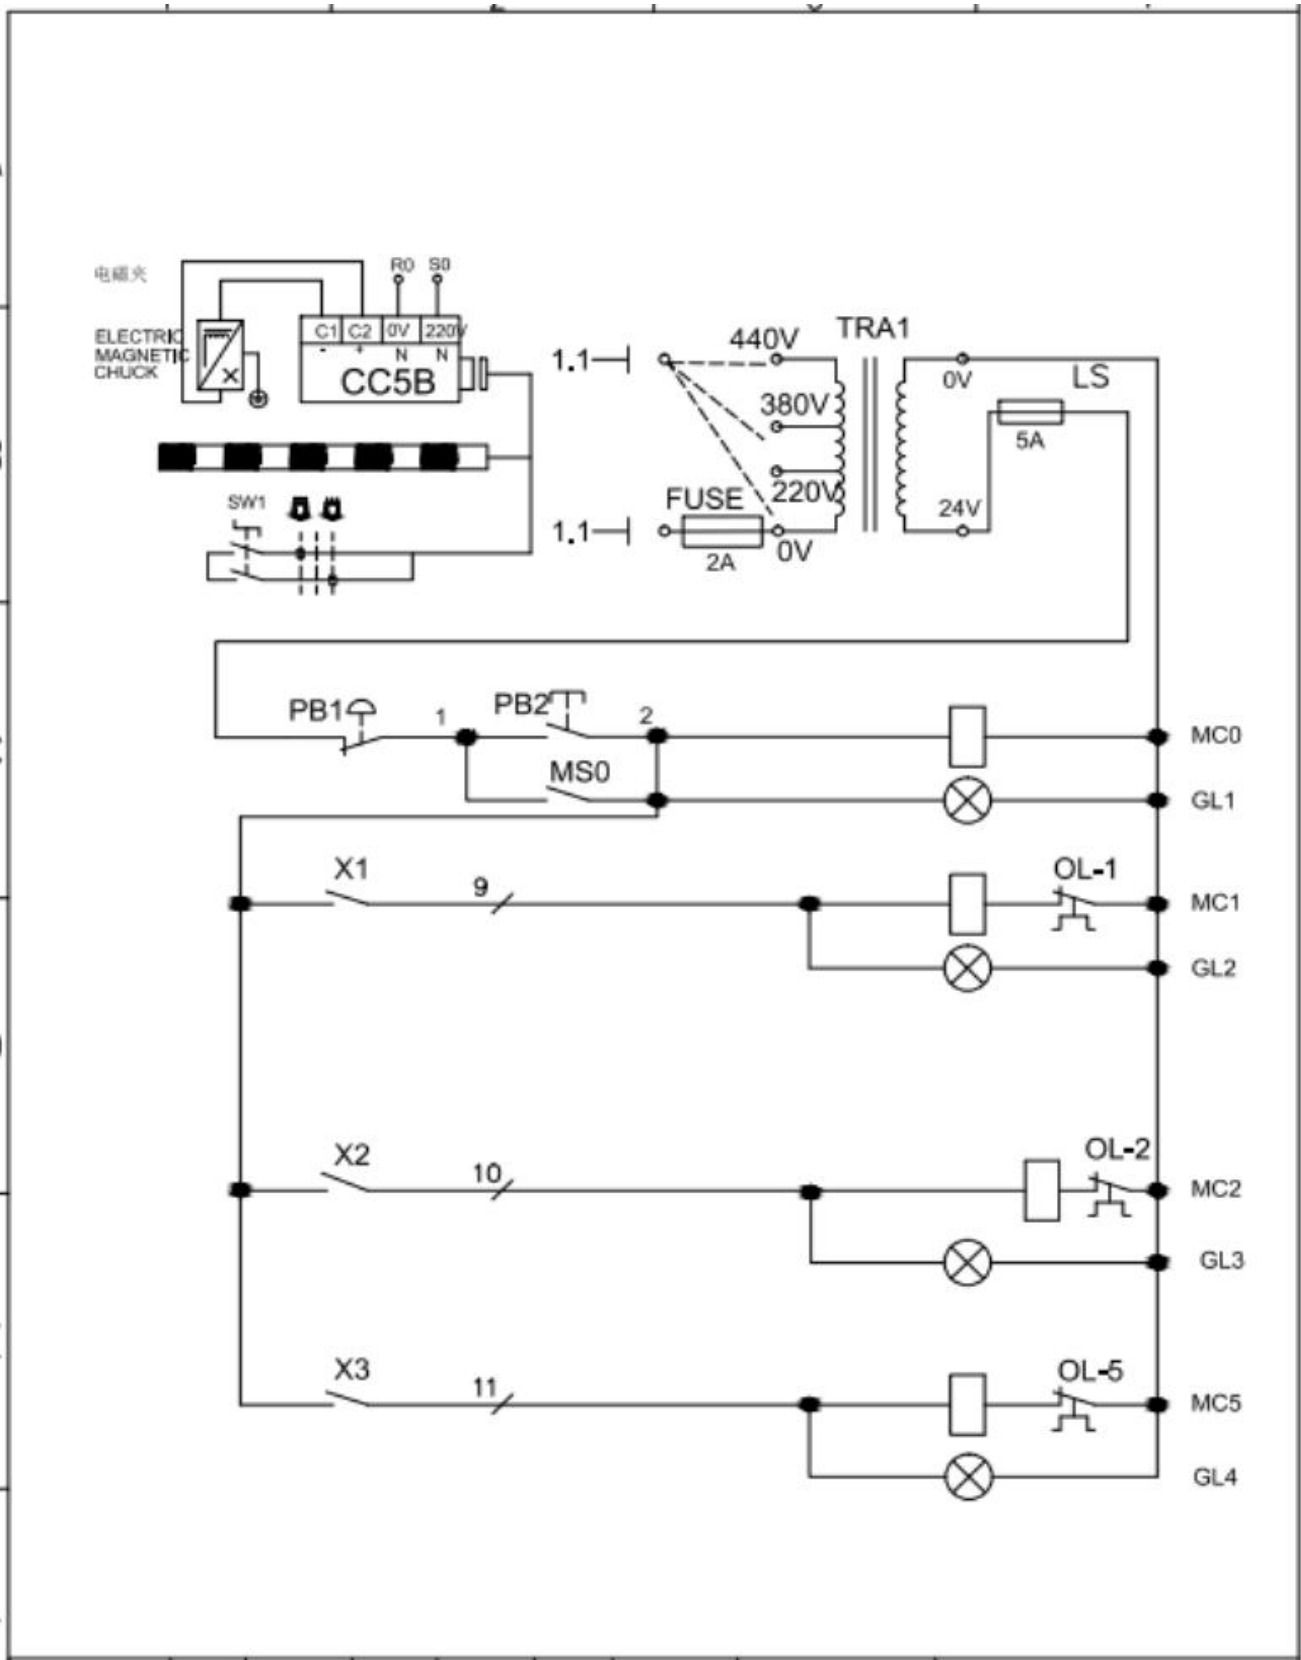 电磁夹
R0
S0
ELECTRIC
MAGNETIC
CHUCK
C1
C2
0V
220V
-
+
N
N
CC5B
SW1
1.1
440V
TRA1
380V
220V
0V
LS
5A
24V
1.1
FUSE
2A
0V
PB1
1
PB2
2
MC0
MS0
GL1
X1
9
OL-1
MC1
GL2
X2
10
OL-2
MC2
GL3
X3
11
OL-5
MC5
GL4